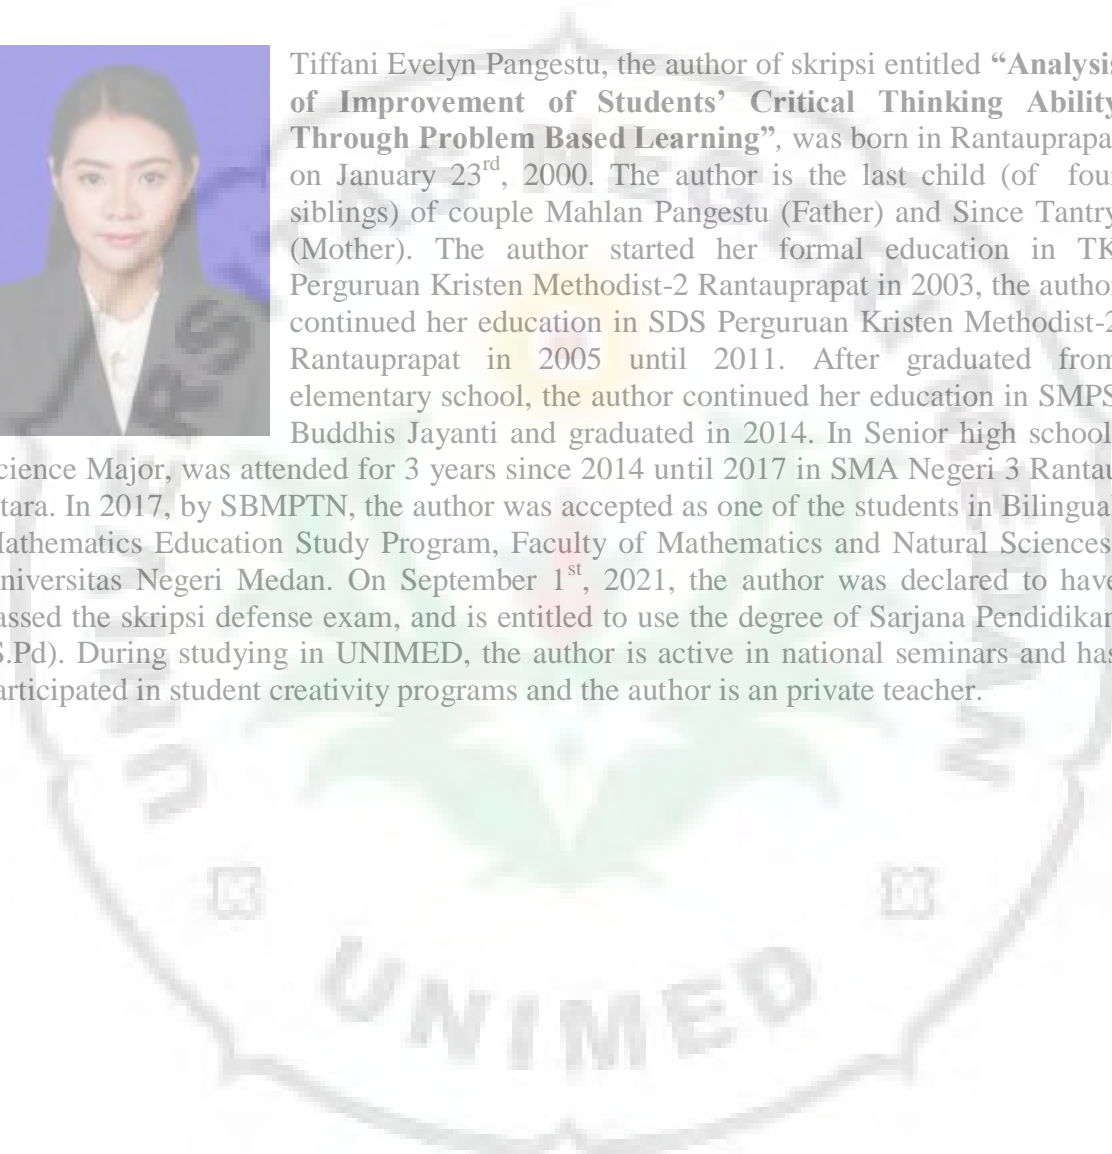 Tiffani Evelyn Pangestu, the author of skripsi entitled “Analysis
of Improvement of Students’ Critical Thinking Ability
Through Problem Based Learning”, was born in Rantauprapat
on January 23rd, 2000. The author is the last child (of four
siblings) of couple Mahlan Pangestu (Father) and Since Tantry
(Mother). The author started her formal education in TK
Perguruan Kristen Methodist-2 Rantauprapat in 2003, the author
continued her education in SDS Perguruan Kristen Methodist-2
Rantauprapat in 2005 until 2011. After graduated from
elementary school, the author continued her education in SMPS
Buddhis Jayanti and graduated in 2014. In Senior high school,
cience Major, was attended for 3 years since 2014 until 2017 in SMA Negeri 3 Rantau
tara. In 2017, by SBMPTN, the author was accepted as one of the students in Bilingual
Mathematics Education Study Program, Faculty of Mathematics and Natural Sciences,
niversitas Negeri Medan. On September 1st, 2021, the author was declared to have
assed the skripsi defense exam, and is entitled to use the degree of Sarjana Pendidikan
S.Pd). During studying in UNIMED, the author is active in national seminars and has
articipated in student creativity programs and the author is an private teacher.
UNIVERSITAS NEGERI MEDAN
UNIMED